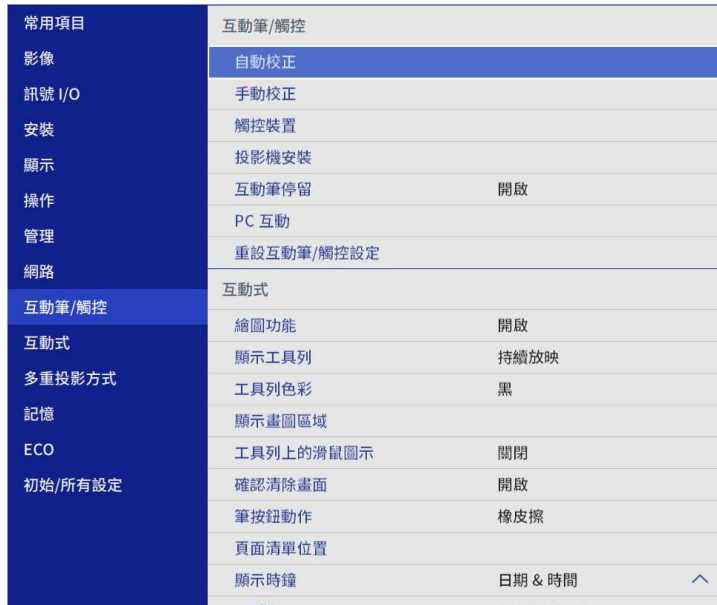 常用項目
影像
訊號 I/O
安裝
顯示
操作
管理
網路
互動筆/觸控
互動式
多重投影方式
記憶
ECO
初始/所有設定
互動筆/觸控
自動校正
手動校正
觸控裝置
投影機安裝
互動筆停留 開啟
PC 互動
重設互動筆/觸控設定
互動式
繪圖功能 開啟
顯示工具列 持續放映
工具列色彩 黑
顯示畫圖區域
工具列上的滑鼠圖示 關閉
確認清除畫面 開啟
筆按鈕動作 橡皮擦
頁面清單位置
顯示時鐘 日期 & 時間